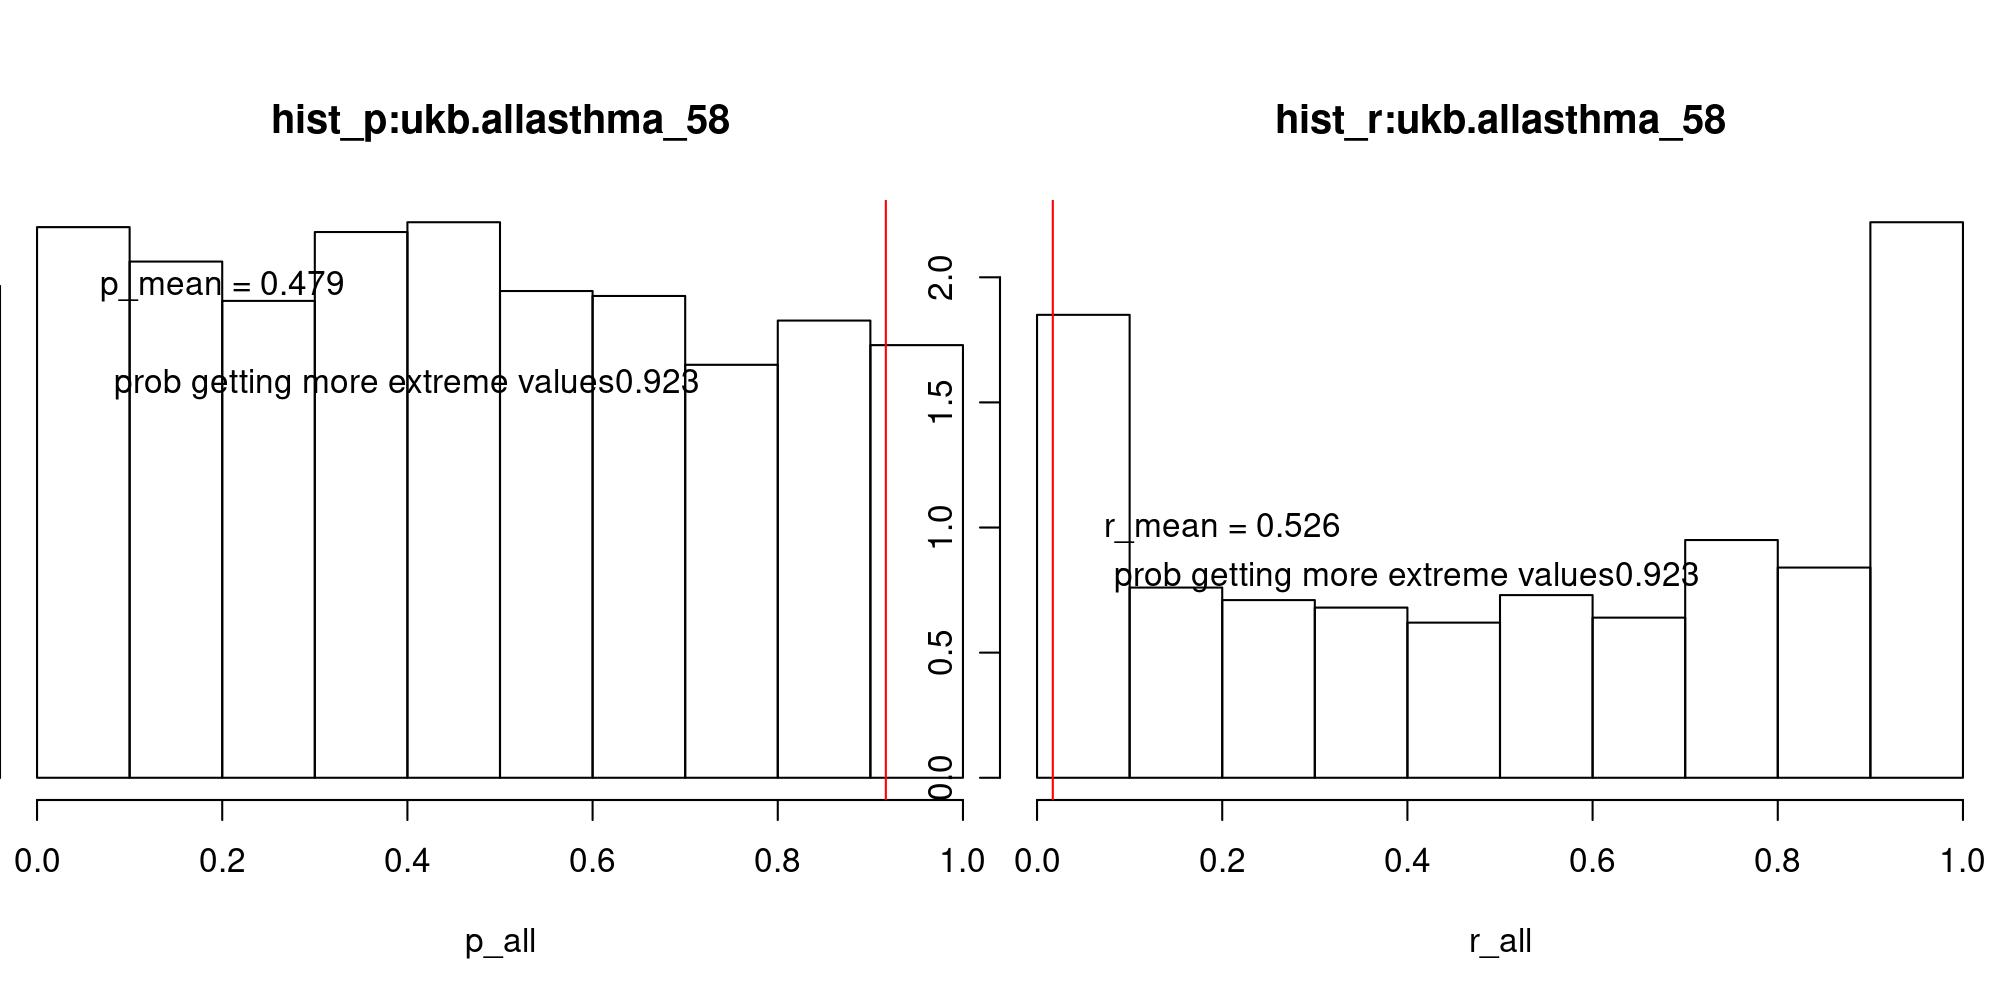 hist_p:ukb.allasthma_58
p_mean = 0.479
prob getting more extreme values0.923
0.0 0.2 0.4 0.6 0.8 1.0
p_all
hist_r:ukb.allasthma_58
2.0
1.5
1.0
0.5
0.0
r_mean = 0.526
prob getting more extreme values0.923
0.0 0.2 0.4 0.6 0.8 1.0
r_all